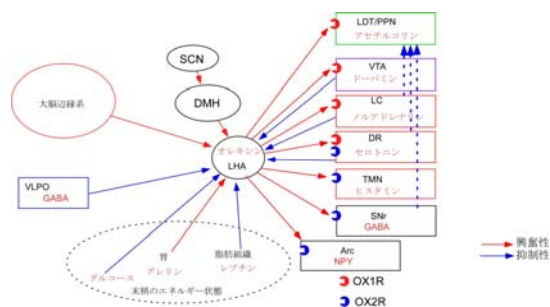 LDT/PPN
アセチルコリン
SCN
VTA
ドーパミン
DMH
LC
ノルアドレナリン
大脳辺縁系
DR
セロトニン
オレキシン
LHA
TMN
ヒスタミン
VLPO
GABA
SNr
GABA
胃
グレリン
脂肪組織
レプチン
グルコース
末梢のエネルギー状態
Arc
NPY
興奮性
抑制性
OX1R
OX2R